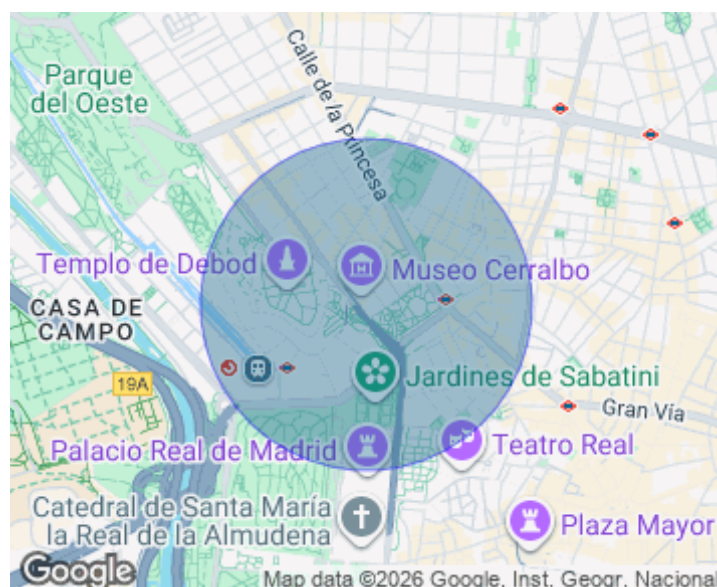 Parque
del Oeste
Calle de la Princesa
Templo de Debod
Museo Cerralbo
CASA DE
CAMPO
19A
Jardines de Sabatini
Gran Vía
Palacio Real de Madrid
Teatro Real
Catedral de Santa María
la Real de la Almudena
Plaza Mayor
Google
Map data ©2026 Google, Inst. Geogr. Nacional